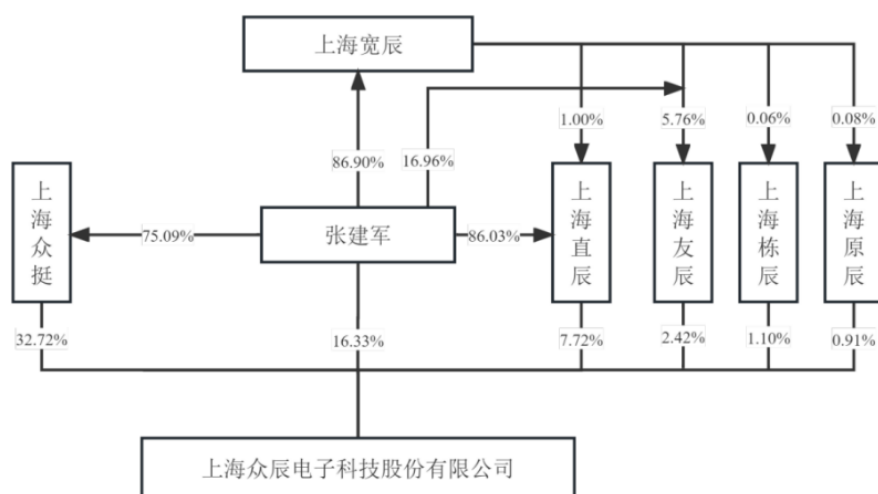 上海宽辰
1.00%
5.76%
0.06%
0.08%
86.90%
16.96%
上海众挺
75.09%
张建军
86.03%
上海直辰
上海友辰
上海栋辰
上海原辰
32.72%
16.33%
7.72%
2.42%
1.10%
0.91%
上海众辰电子科技股份有限公司